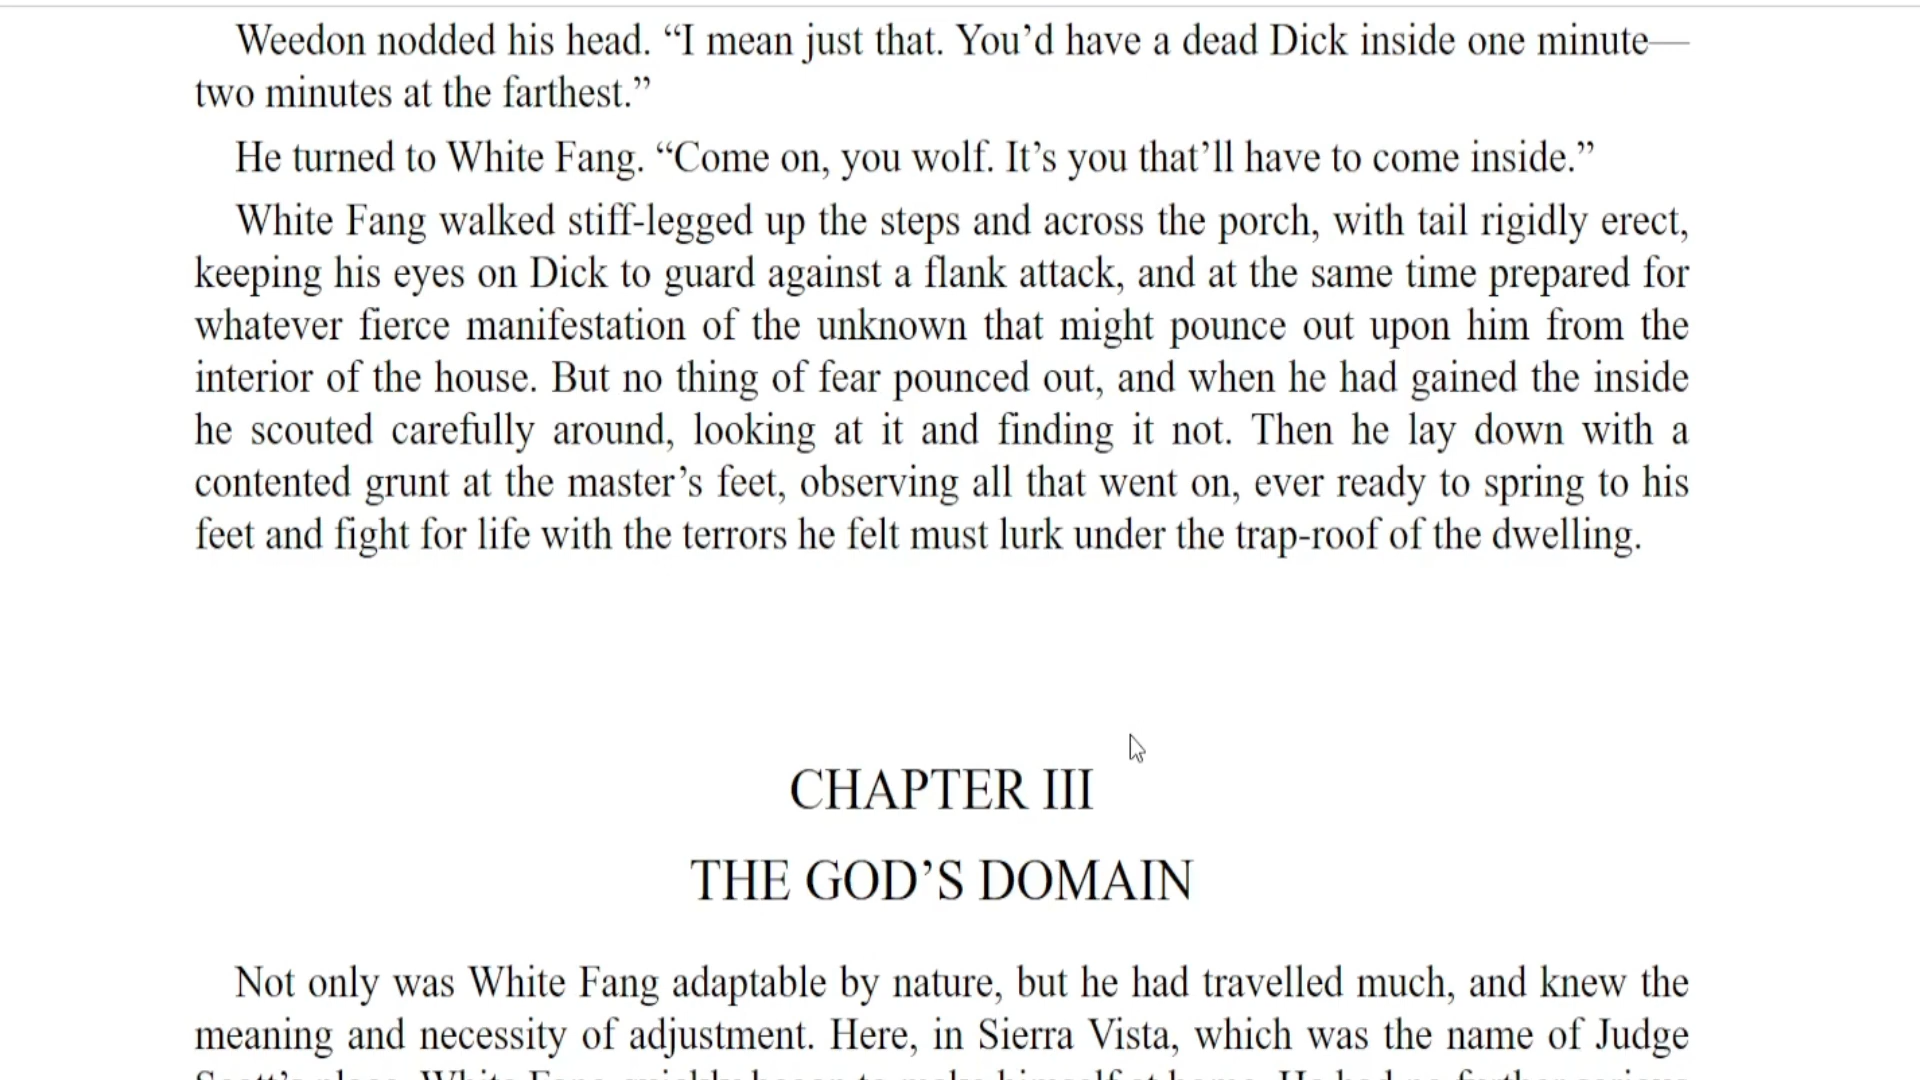 Weedon nodded his head. “I mean just that. You’d have a dead Dick inside one minute—
two minutes at the farthest.”
He turned to White Fang. “Come on, you wolf. It’s you that’ll have to come inside.”
White Fang walked stiff-legged up the steps and across the porch, with tail rigidly erect,
keeping his eyes on Dick to guard against a flank attack, and at the same time prepared for
whatever fierce manifestation of the unknown that might pounce out upon him from the
interior of the house. But no thing of fear pounced out, and when he had gained the inside
he scouted carefully around, looking at it and finding it not. Then he lay down with a
contented grunt at the master’s feet, observing all that went on, ever ready to spring to his
feet and fight for life with the terrors he felt must lurk under the trap-roof of the dwelling.
CHAPTER III
THE GOD’S DOMAIN
Not only was White Fang adaptable by nature, but he had travelled much, and knew the
meaning and necessity of adjustment. Here, in Sierra Vista, which was the name of Judge